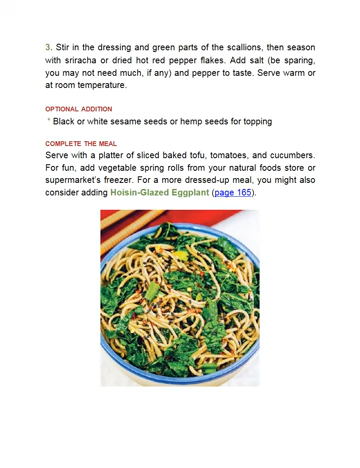 3. Stir in the dressing and green parts of the scallions, then season
with sriracha or dried hot red pepper flakes. Add salt (be sparing,
you may not need much, if any) and pepper to taste. Serve warm or
at room temperature.
OPTIONAL ADDITION
* Black or white sesame seeds or hemp seeds for topping
COMPLETE THE MEAL
Serve with a platter of sliced baked tofu, tomatoes, and cucumbers.
For fun, add vegetable spring rolls from your natural foods store or
supermarket's freezer. For a more dressed-up meal, you might also
consider adding Hoisin-Glazed Eggplant (page 165).